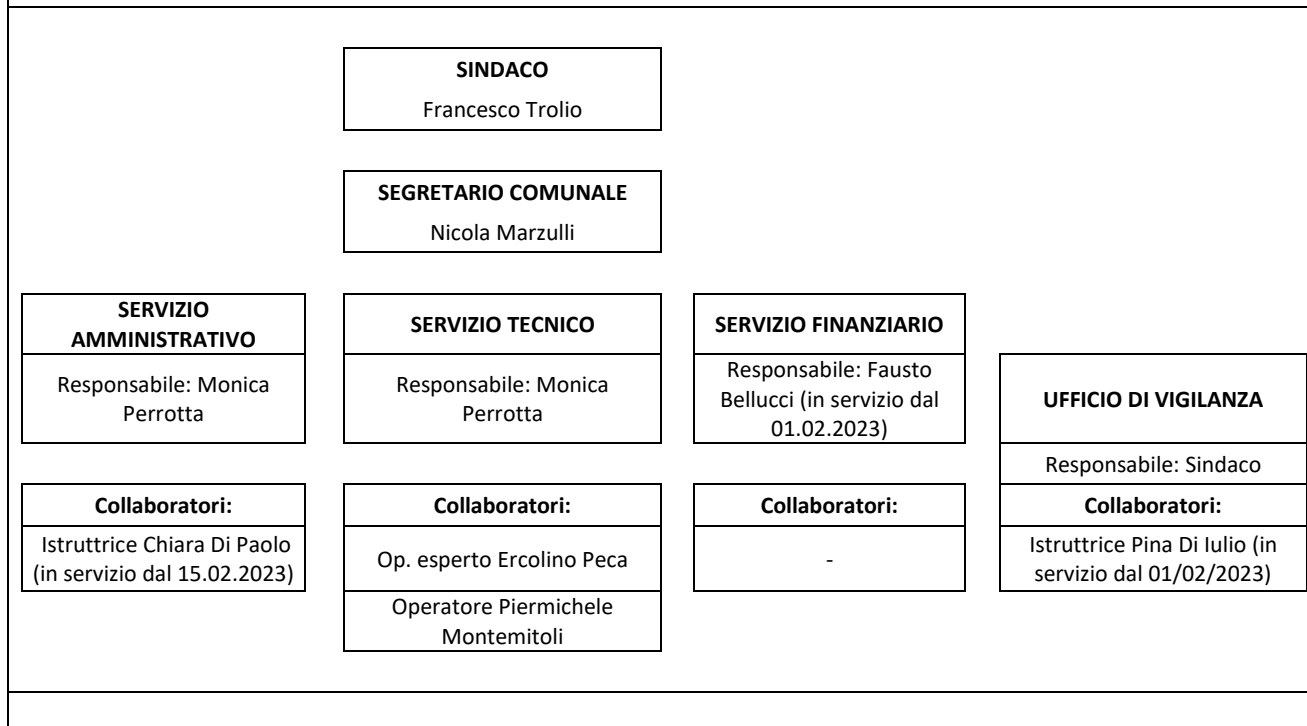 SINDACO
Francesco Trolio
SEGRETARIO COMUNALE
Nicola Marzulli
SERVIZIO
AMMINISTRATIVO
Responsabile: Monica
Perrotta
SERVIZIO TECNICO
Responsabile: Monica
Perrotta
SERVIZIO FINANZIARIO
Responsabile: Fausto
Bellucci (in servizio dal
01.02.2023)
UFFICIO DI VIGILANZA
Responsabile: Sindaco
Collaboratori:
Istruttrice Chiara Di Paolo
(in servizio dal 15.02.2023)
Collaboratori:
Op. esperto Ercolino Peca
Operatore Piermichele
Montemitoli
Collaboratori:
-
Collaboratori:
Istruttrice Pina Di Iulio (in
servizio dal 01/02/2023)